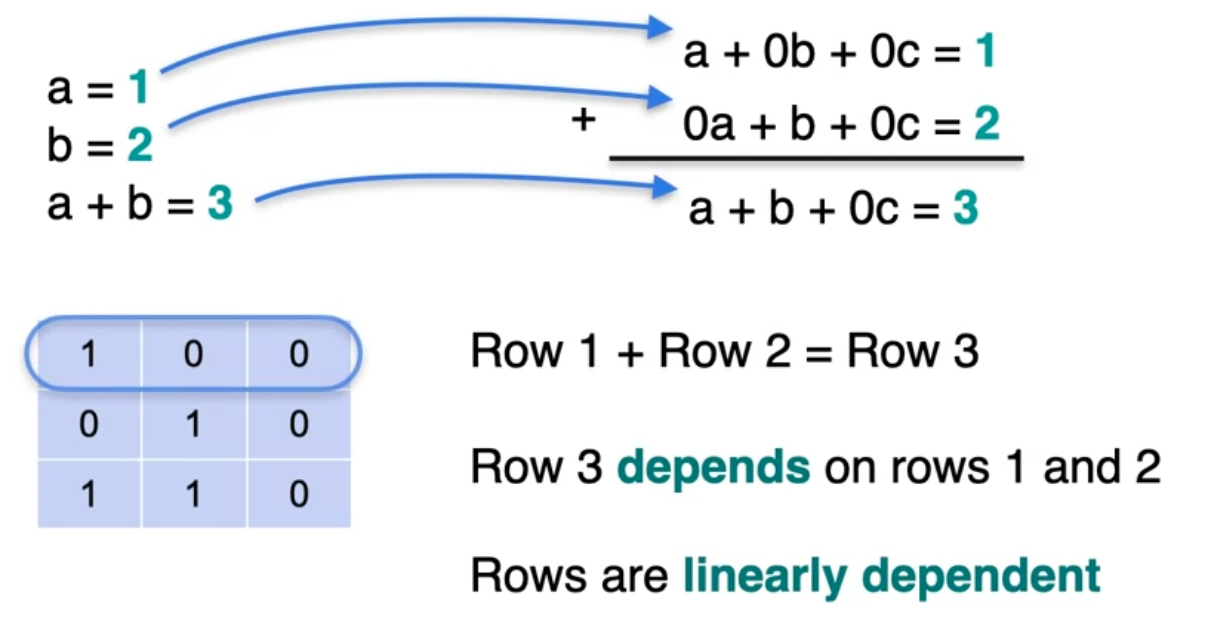 a = 1
b = 2
a + b = 3
a + 0b + 0c = 1
+
0a + b + 0c = 2
a + b + 0c = 3
1 0 0
0 1 0
1 1 0
Row 1 + Row 2 = Row 3
Row 3 depends on rows 1 and 2
Rows are linearly dependent